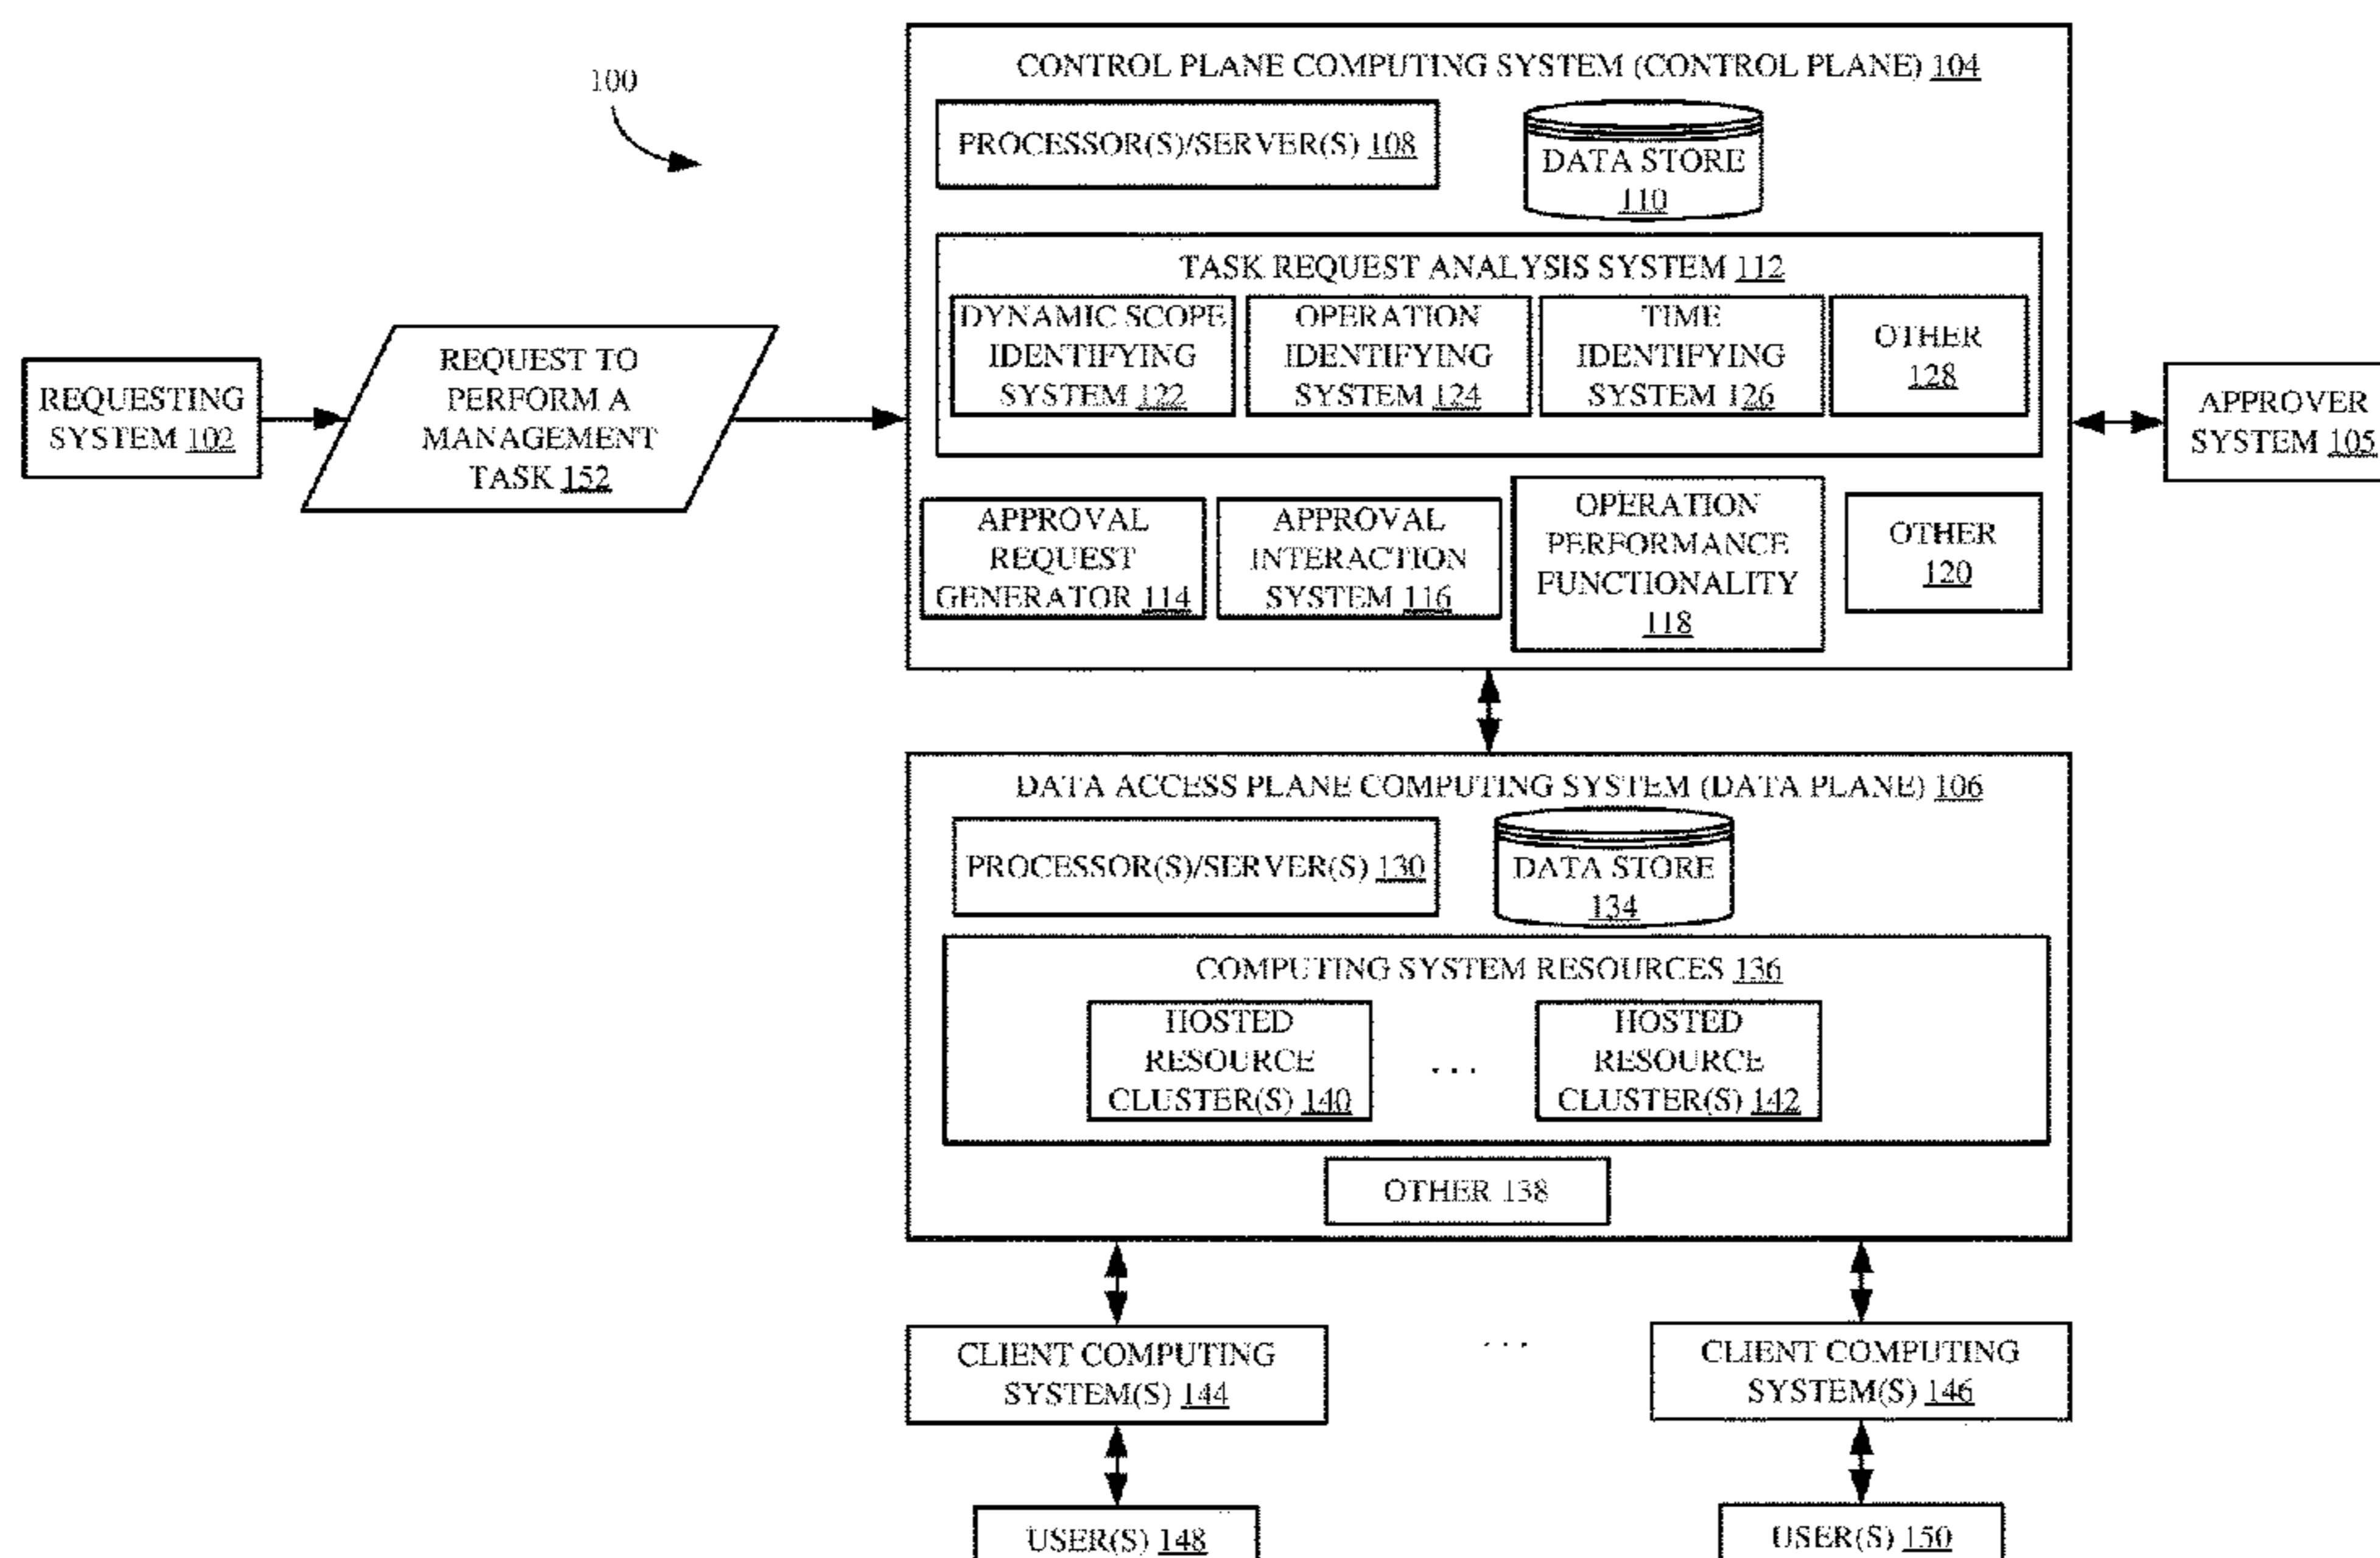 100
CONTROL PLANE COMPUTING SYSTEM (CONTROL PLANE) 104
PROCESSOR(S)/SERVER(S) 108
DATA STORE
110
TASK REQUEST ANALYSIS SYSTEM 112
DYNAMIC SCOPE
IDENTIFYING
SYSTEM 122
OPERATION
IDENTIFYING
SYSTEM 124
TIME
IDENTIFYING
SYSTEM 126
OTHER
128
REQUESTING
SYSTEM 102
REQUEST TO
PERFORM A
MANAGEMENT
TASK 152
APPROVER
SYSTEM 105
APPROVAL
REQUEST
GENERATOR 114
APPROVAL
INTERACTION
SYSTEM 116
OPERATION
PERFORMANCE
FUNCTIONALITY
118
OTHER
120
DATA ACCESS PLANE COMPUTING SYSTEM (DATA PLANE) 106
PROCESSOR(S)/SERVER(S) 130
DATA STORE
134
COMPUTING SYSTEM RESOURCES 136
HOSTED
RESOURCE
CLUSTER(S) 140
...
HOSTED
RESOURCE
CLUSTER(S) 142
OTHER 138
CLIENT COMPUTING
SYSTEM(S) 144
...
CLIENT COMPUTING
SYSTEM(S) 146
USER(S) 148
USER(S) 150